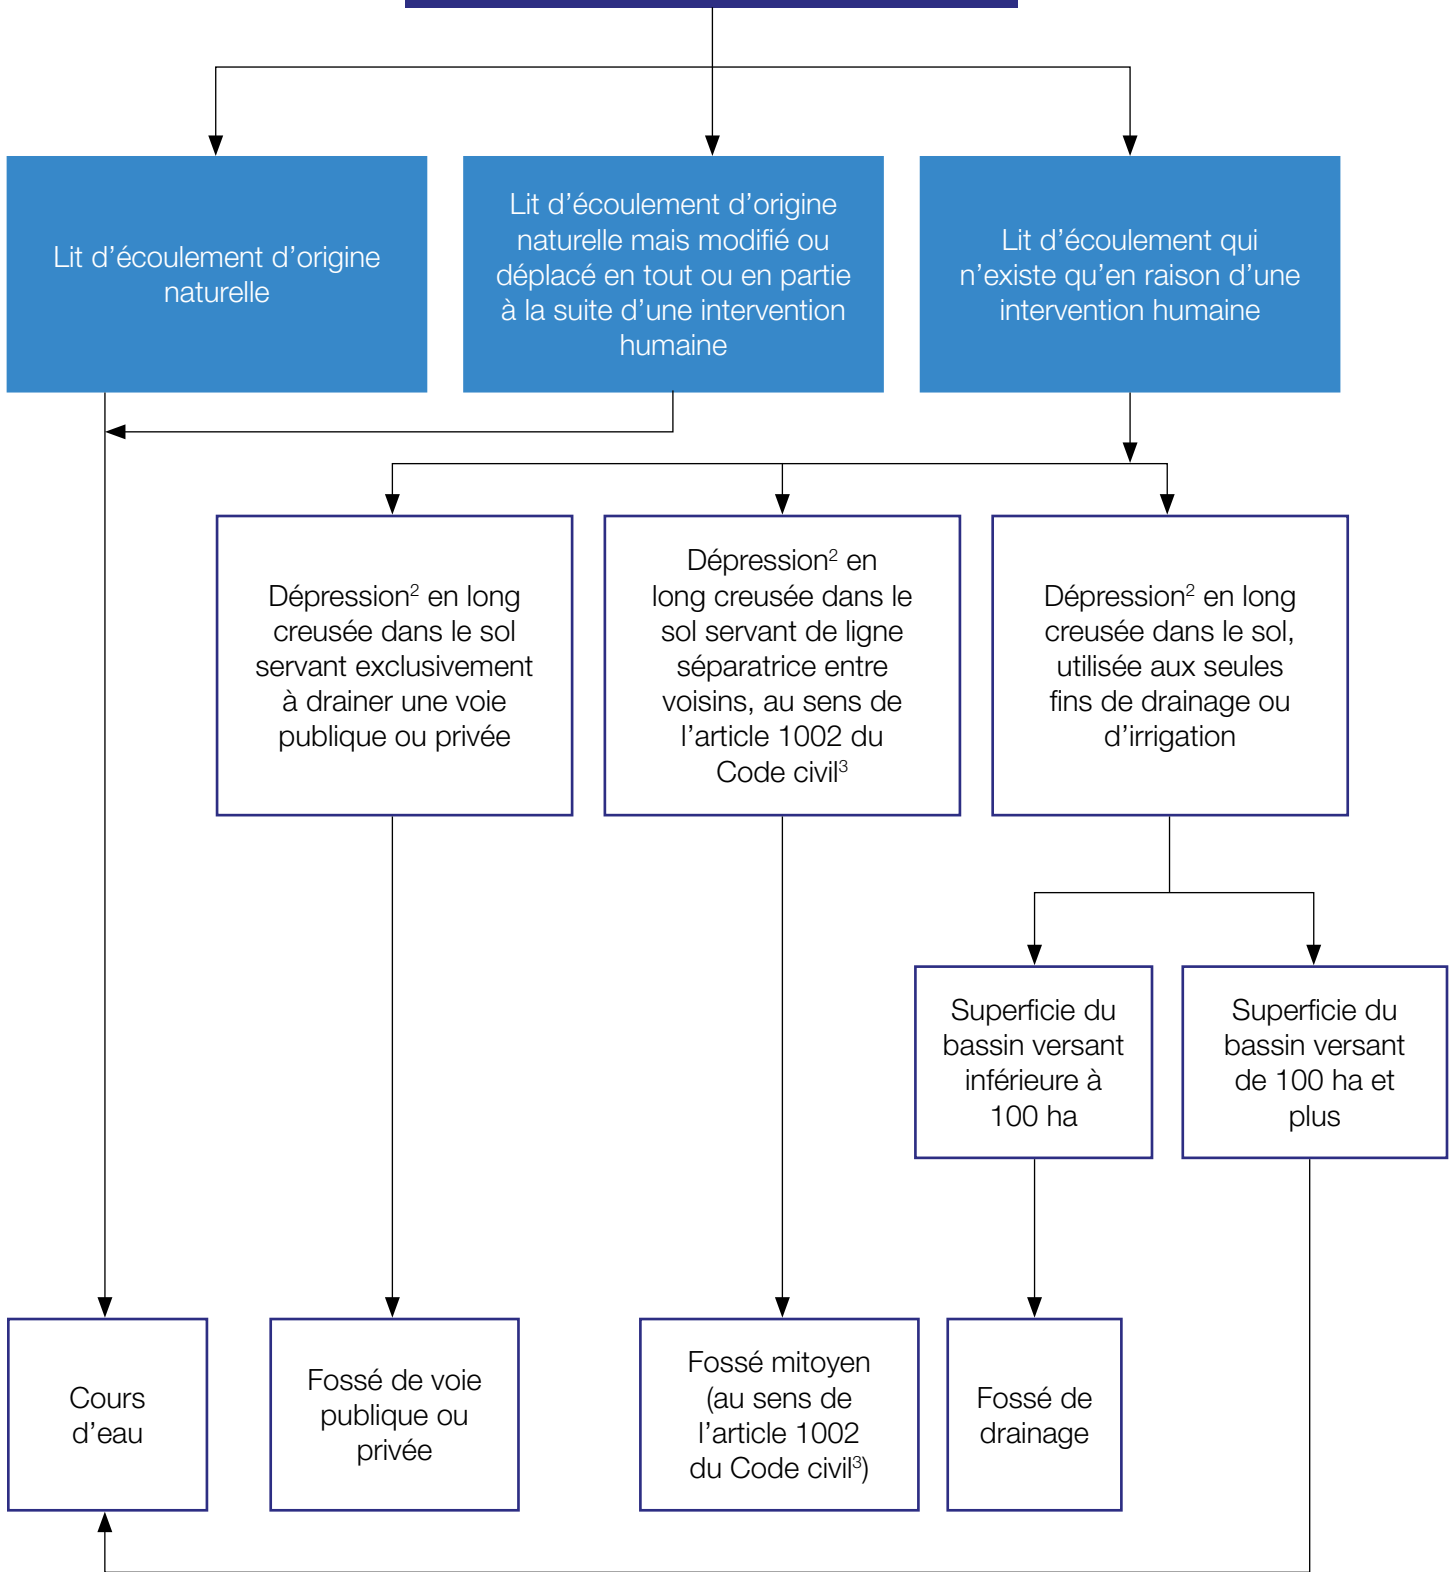 Lit d’écoulement d’origine
naturelle
Lit d’écoulement d’origine
naturelle mais modifié ou
déplacé en tout ou en partie
à la suite d’une intervention
humaine
Lit d’écoulement qui
n’existe qu’en raison d’une
intervention humaine
Dépression² en long
creusée dans le sol
servant exclusivement
à drainer une voie
publique ou privée
Dépression² en
long creusée dans le
sol servant de ligne
séparatrice entre
voisins, au sens de
l’article 1002 du
Code civil³
Dépression² en long
creusée dans le sol,
utilisée aux seules
fins de drainage ou
d’irrigation
Superficie du
bassin versant
inférieure à
100 ha
Superficie du
bassin versant
de 100 ha et
plus
Cours
d’eau
Fossé de voie
publique ou
privée
Fossé mitoyen
(au sens de
l’article 1002
du Code civil³)
Fossé de
drainage